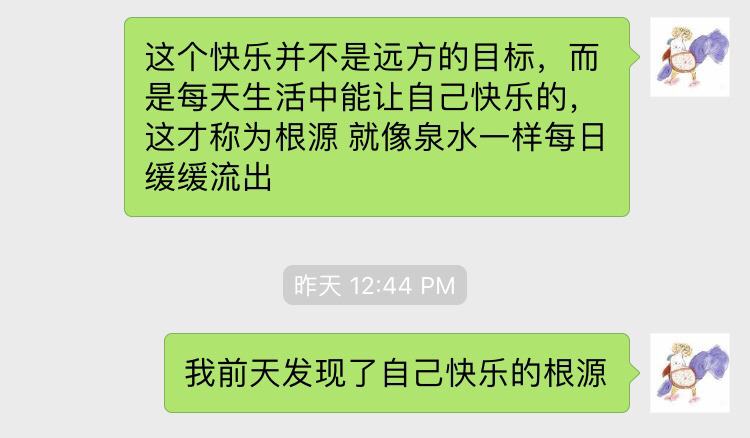 这个快乐并不是远方的目标，而
是每天生活中能让自己快乐的，
这才称为根源 就像泉水一样每日
缓缓流出
昨天 12:44 PM
我前天发现了自己快乐的根源